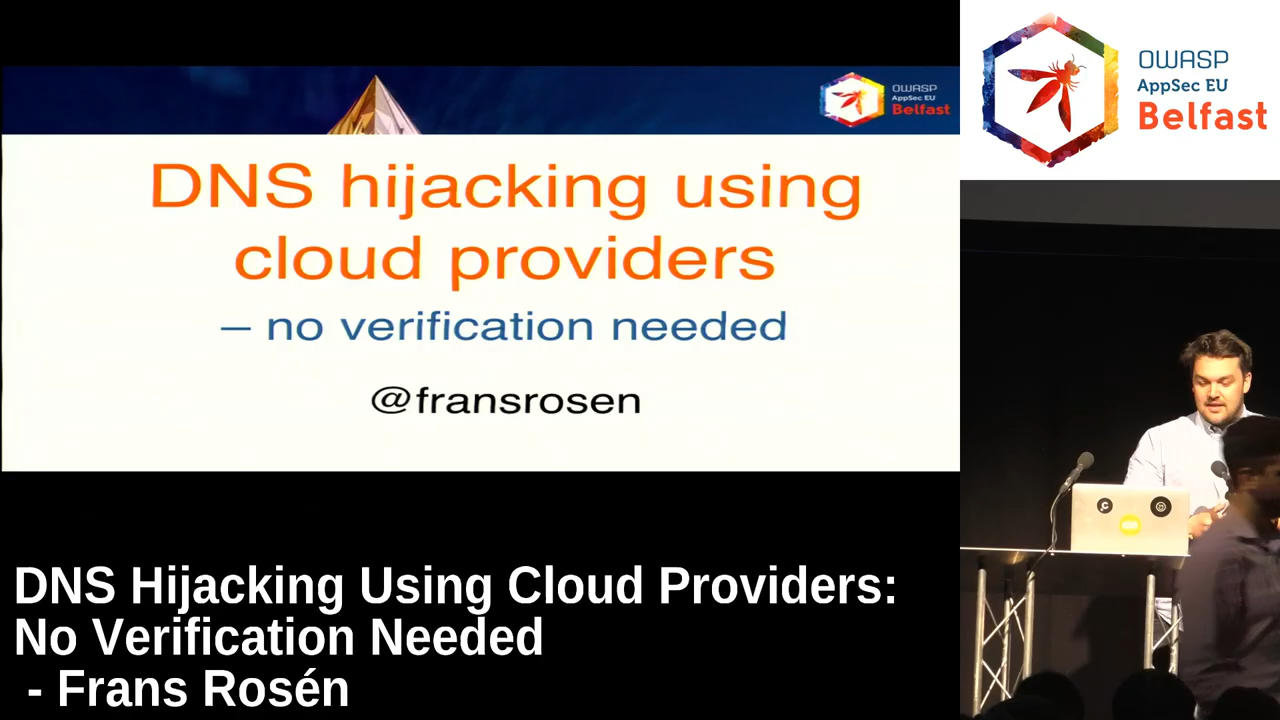 OWASP
AppSec EU
Belfast
DNS hijacking using
cloud providers
– no verification needed
@fransrosen
OWASP
AppSec EU
Belfast
DNS Hijacking Using Cloud Providers:
No Verification Needed
- Frans Rosén